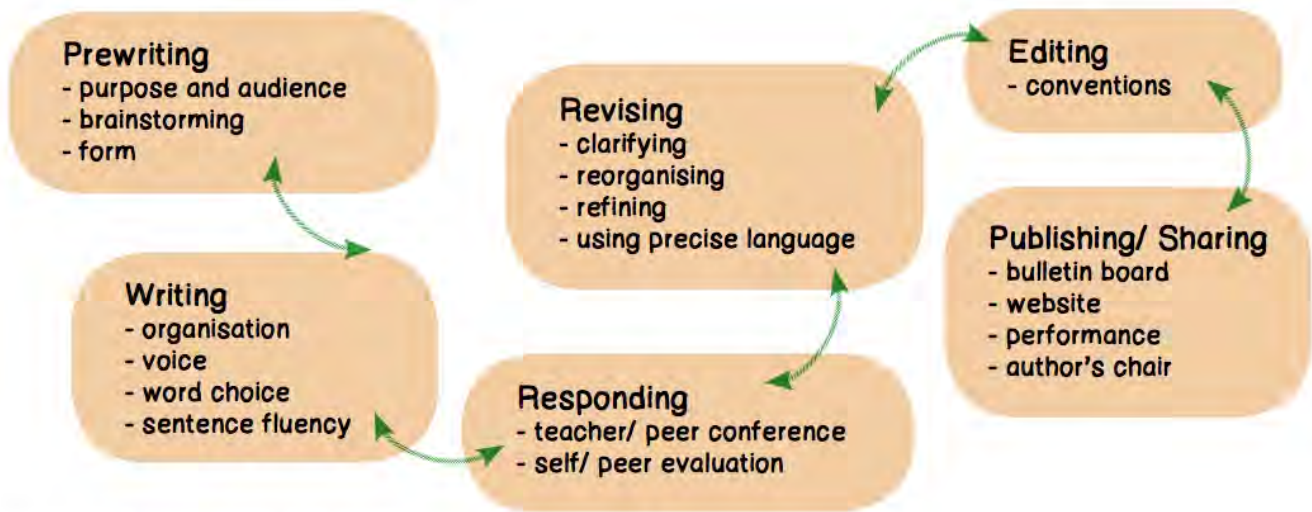 Prewriting
- purpose and audience
- brainstorming
- form
Writing
- organisation
- voice
- word choice
- sentence fluency
Responding
- teacher/ peer conference
- self/ peer evaluation
Revising
- clarifying
- reorganising
- refining
- using precise language
Editing
- conventions
Publishing/ Sharing
- bulletin board
- website
- performance
- author's chair